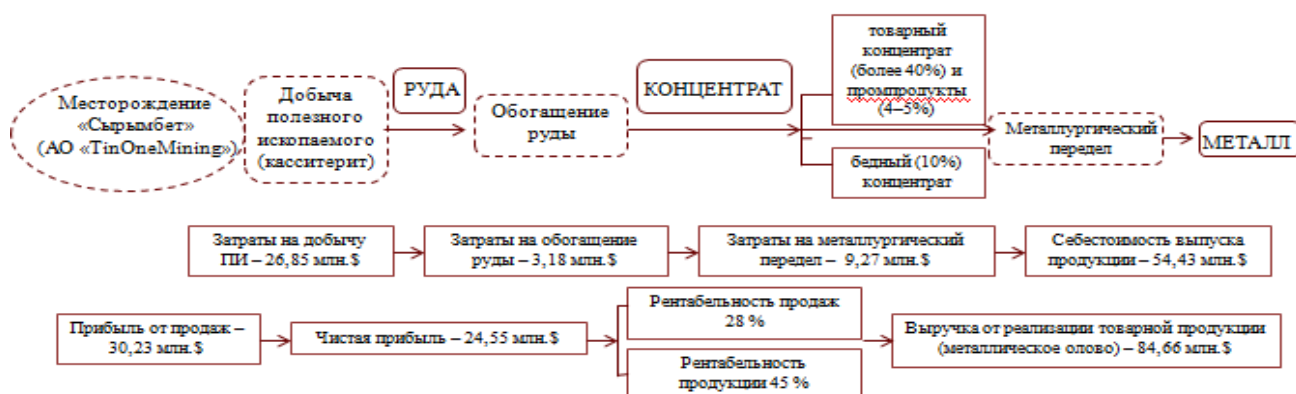 Месторождение
«Сырымбет»
(АО «TinOneMining»)
Добыча
полезного
ископаемого
(касситерит)
РУДА
Обогащение
руды
КОНЦЕНТРАТ
товарный
концентрат
(более 40%) и
промпродукты
(4–5%)
бедный (10%)
концентрат
Металлургический
передел
МЕТАЛЛ
Затраты на добычу
ПИ – 26,85 млн.$
Затраты на обогащение
руды – 3,18 млн.$
Затраты на металлургический
передел – 9,27 млн.$
Себестоимость выпуска
продукции – 54,43 млн.$
Прибыль от продаж –
30,23 млн.$
Чистая прибыль – 24,55 млн.$
Рентабельность продаж
28 %
Рентабельность
продукции 45 %
Выручка от реализации товарной продукции
(металлическое олово) – 84,66 млн.$